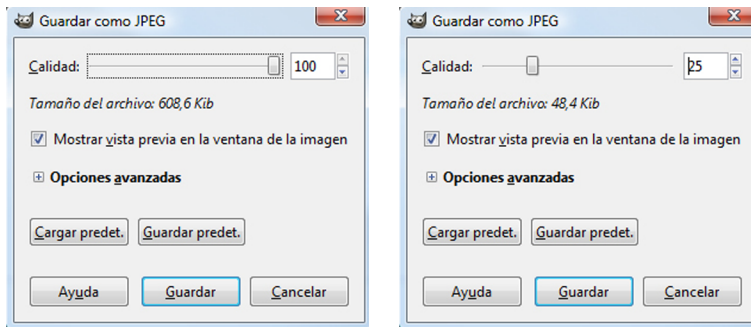 Guardar como JPEG
Calidad: 100
Tamaño del archivo: 608,6 Kib
Mostrar vista previa en la ventana de la imagen
Opciones avanzadas
Cargar predet. Guardar predet.
Ayuda Guardar Cancelar
Guardar como JPEG
Calidad: 25
Tamaño del archivo: 48,4 Kib
Mostrar vista previa en la ventana de la imagen
Opciones avanzadas
Cargar predet. Guardar predet.
Ayuda Guardar Cancelar